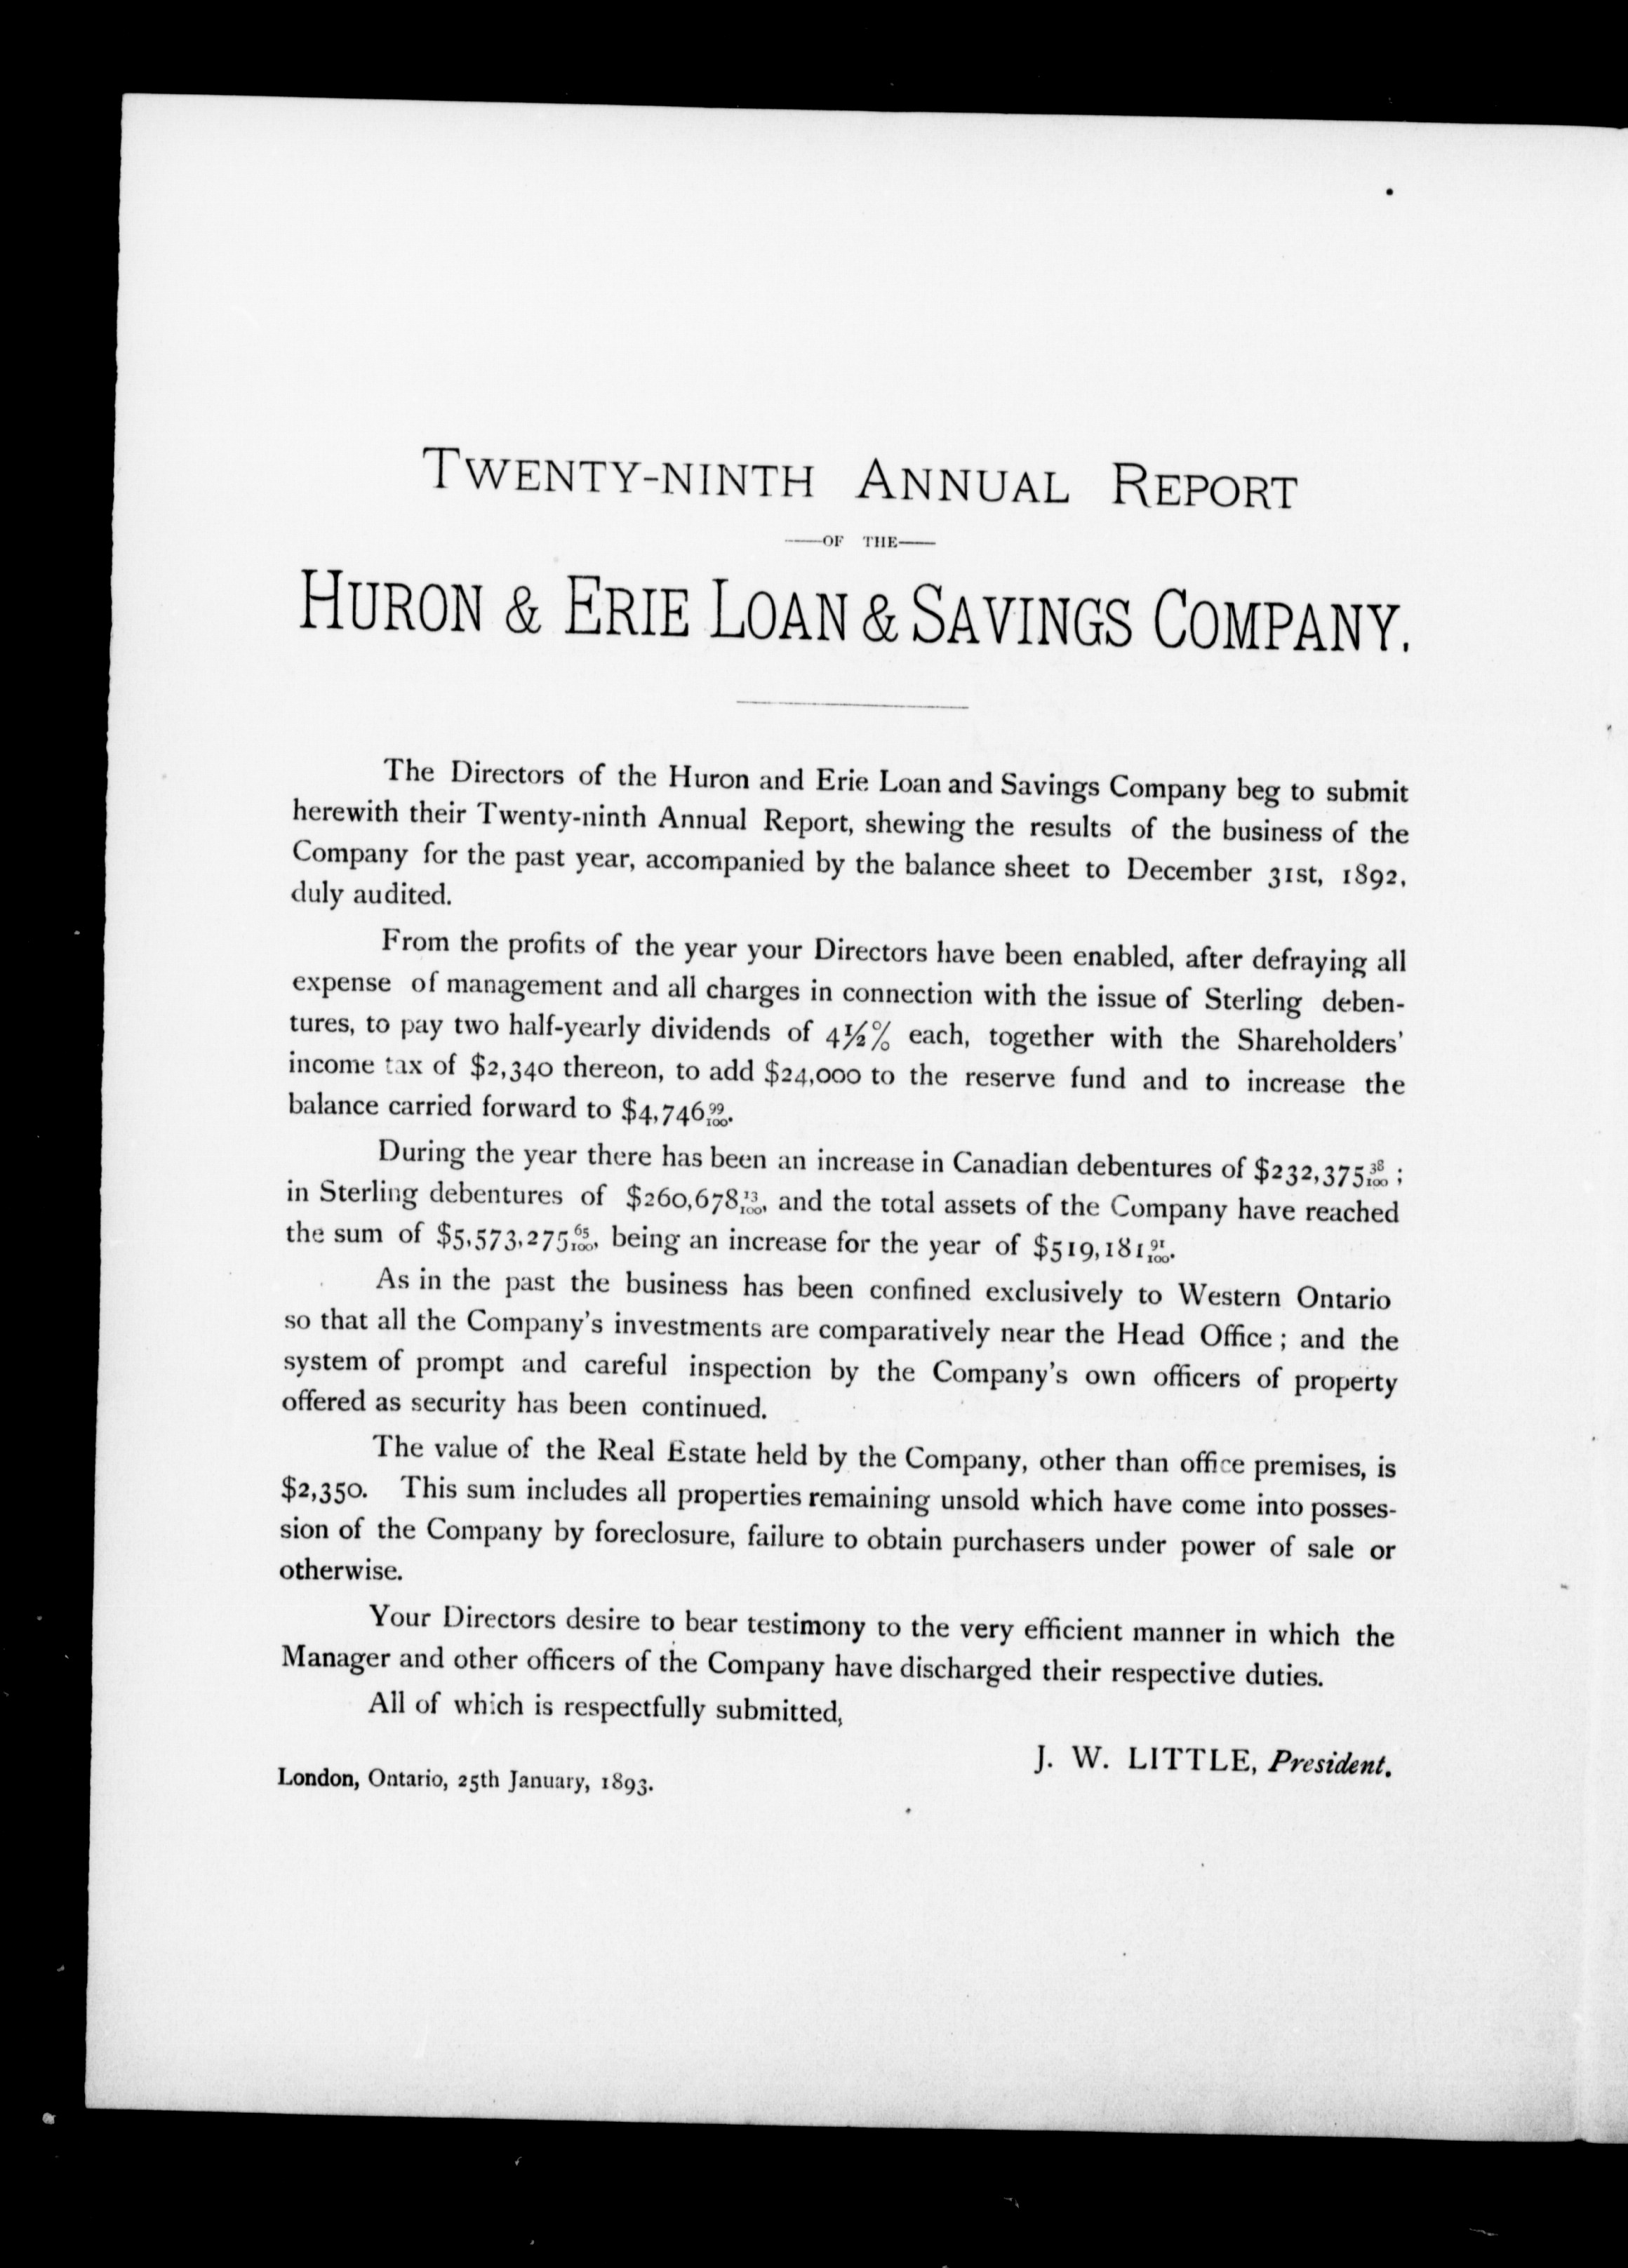 TWENTY-NINTH ANNUAL REPORT
——OF THE——
HURON & ERIE LOAN & SAVINGS COMPANY.
The Directors of the Huron and Erie Loan and Savings Company beg to submit
herewith their Twenty-ninth Annual Report, shewing the results of the business of the
Company for the past year, accompanied by the balance sheet to December 31st, 1892,
duly audited.
From the profits of the year your Directors have been enabled, after defraying all
expense of management and all charges in connection with the issue of Sterling deben-
tures, to pay two half-yearly dividends of 4½% each, together with the Shareholders'
income tax of $2,340 thereon, to add $24,000 to the reserve fund and to increase the
balance carried forward to $4,746 99/100.
During the year there has been an increase in Canadian debentures of $232,375 38/100 ;
in Sterling debentures of $260,678 13/100, and the total assets of the Company have reached
the sum of $5,573,275 65/100, being an increase for the year of $519,181 91/100.
As in the past the business has been confined exclusively to Western Ontario
so that all the Company's investments are comparatively near the Head Office ; and the
system of prompt and careful inspection by the Company's own officers of property
offered as security has been continued.
The value of the Real Estate held by the Company, other than office premises, is
$2,350. This sum includes all properties remaining unsold which have come into posses-
sion of the Company by foreclosure, failure to obtain purchasers under power of sale or
otherwise.
Your Directors desire to bear testimony to the very efficient manner in which the
Manager and other officers of the Company have discharged their respective duties.
All of which is respectfully submitted,
J. W. LITTLE, President.
London, Ontario, 25th January, 1893.